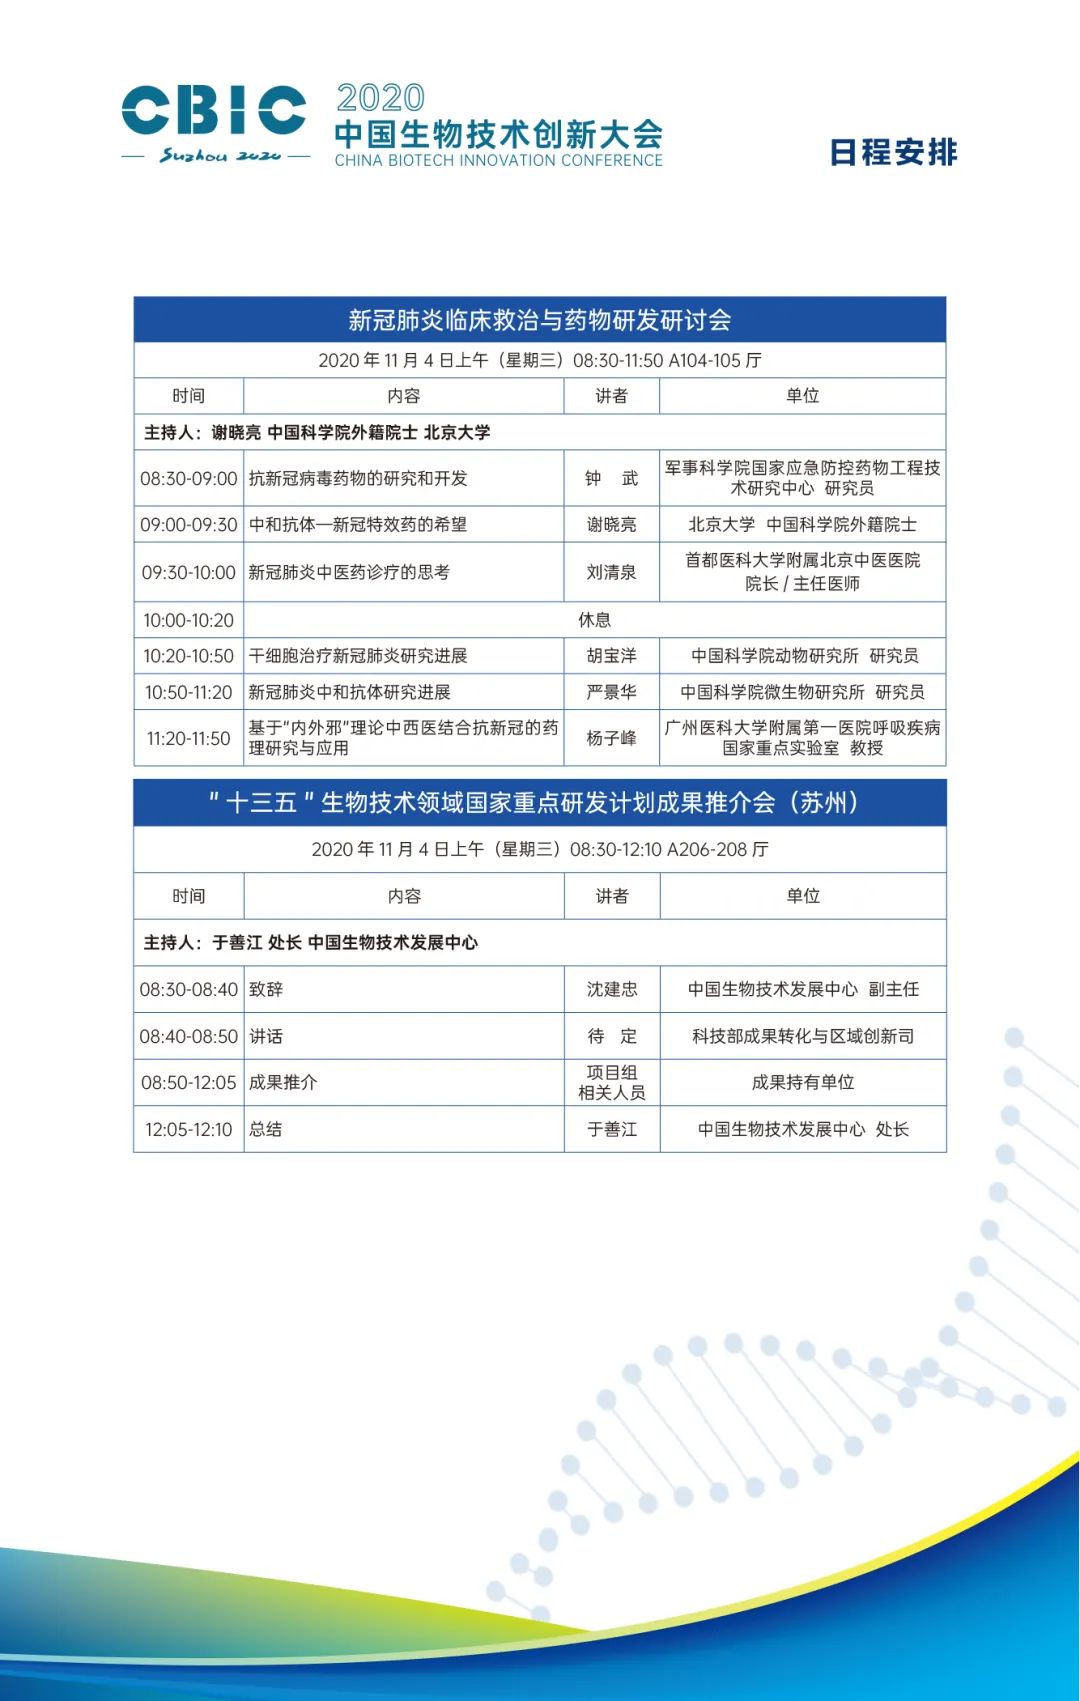 CBIC
Suzhou 2020
2020
中国生物技术创新大会
CHINA BIOTECH INNOVATION CONFERENCE
日程安排
新冠肺炎临床救治与药物研发研讨会
2020 年 11 月 4 日上午（星期三）08:30-11:50 A104-105 厅
时间 内容 讲者 单位
主持人：谢晓亮 中国科学院外籍院士 北京大学
08:30-09:00 抗新冠病毒药物的研究和开发 钟 武 军事科学院国家应急防控药物工程技
术研究中心 研究员
09:00-09:30 中和抗体—新冠特效药的希望 谢晓亮 北京大学 中国科学院外籍院士
09:30-10:00 新冠肺炎中医药诊疗的思考 刘清泉 首都医科大学附属北京中医医院
院长 / 主任医师
10:00-10:20 休息
10:20-10:50 干细胞治疗新冠肺炎研究进展 胡宝洋 中国科学院动物研究所 研究员
10:50-11:20 新冠肺炎中和抗体研究进展 严景华 中国科学院微生物研究所 研究员
11:20-11:50 基于“内外邪”理论中西医结合抗新冠的药
理研究与应用 杨子峰 广州医科大学附属第一医院呼吸疾病
国家重点实验室 教授
"十三五"生物技术领域国家重点研发计划成果推介会（苏州）
2020 年 11 月 4 日上午（星期三）08:30-12:10 A206-208 厅
时间 内容 讲者 单位
主持人：于善江 处长 中国生物技术发展中心
08:30-08:40 致辞 沈建忠 中国生物技术发展中心 副主任
08:40-08:50 讲话 待 定 科技部成果转化与区域创新司
08:50-12:05 成果推介 项目组
相关人员 成果持有单位
12:05-12:10 总结 于善江 中国生物技术发展中心 处长